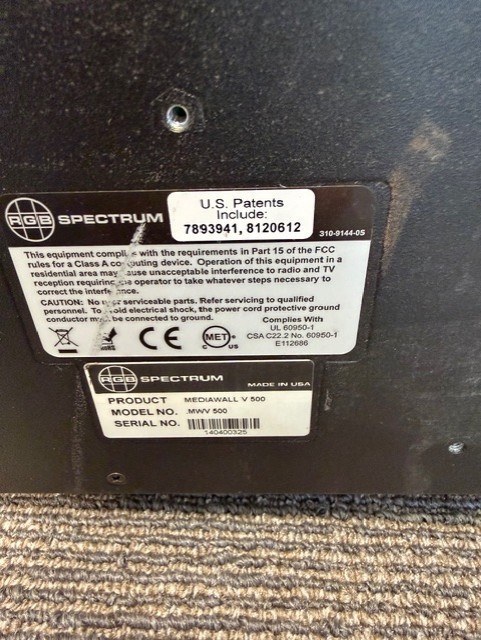 RGB SPECTRUM
U.S. Patents
Include:
7893941, 8120612
310-9144-05
This equipment complies with the requirements in Part 15 of the FCC
rules for a Class A computing device. Operation of this equipment in a
residential area may cause unacceptable interference to radio and TV
reception requiring the operator to take whatever steps necessary to
correct the interference.
CAUTION: No user serviceable parts. Refer servicing to qualified
personnel. To avoid electrical shock, the power cord protective ground
conductor must be connected to ground.
CE
MET
C US
Complies With
UL 60950-1
CSA C22.2 No. 60950-1
E112686
RGB SPECTRUM
MADE IN USA
PRODUCT MEDIAWALL V 500
MODEL NO. MWV 500
SERIAL NO.
140400325